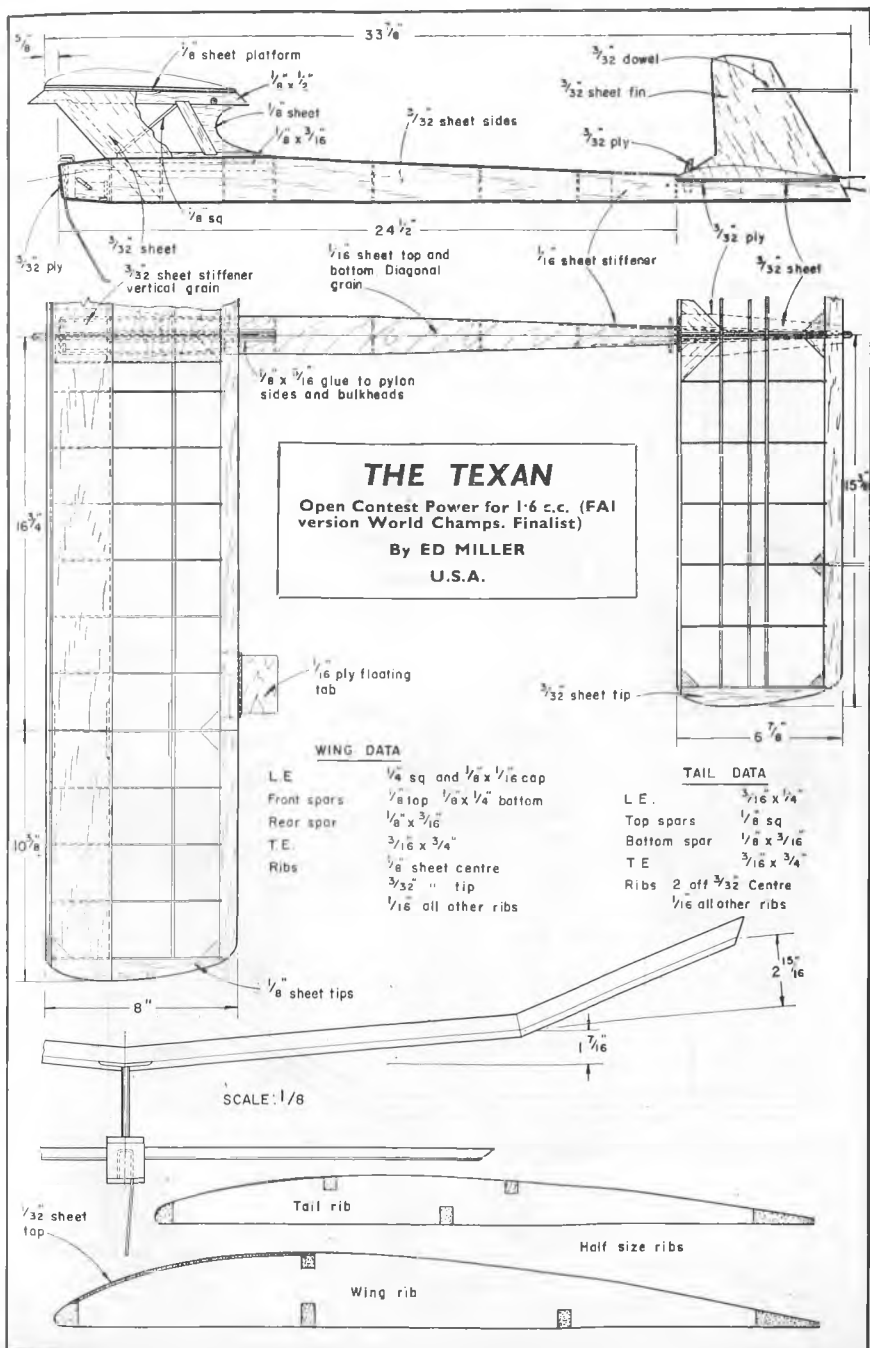 33 7/8"
5/8"
1/8" sheet platform
1/8" x 1/2"
1/8" sheet
1/8" x 3/16"
3/32" sheet sides
3/32" dowel
3/32" sheet fin
3/32" ply
1/8 sq
24 1/2"
3/32" ply
3/32" sheet
3/32" sheet stiffener
vertical grain
1/16" sheet top and
bottom Diagonal
grain
1/16" sheet stiffener
3/32" ply
3/32" sheet
glue to pylon
sides and bulkheads
THE TEXAN
Open Contest Power for 1·6 c.c. (FAI
version World Champs. Finalist)
By ED MILLER
U.S.A.
16 3/4"
1/16" ply floating
tab
3/32" sheet tip
6 7/8"
WING DATA
L.E 1/4" sq and 1/8" x 1/16" cap
Front spars 1/8" top 1/8" x 1/4" bottom
Rear spar 1/8" x 3/16"
T.E. 3/16" x 3/4"
Ribs 1/8" sheet centre
3/32" " tip
1/16" all other ribs
TAIL DATA
L E. 3/16" x 1/4"
Top spars 1/8" sq
Bottom spar 1/8" x 3/16"
T E 3/16" x 3/4"
Ribs 2 off 3/32" Centre
1/16" all other ribs
10 3/8"
1/8" sheet tips
8"
2 15/16"
1 7/16"
SCALE: 1/8
1/32" sheet
top
Tail rib
Half size ribs
Wing rib